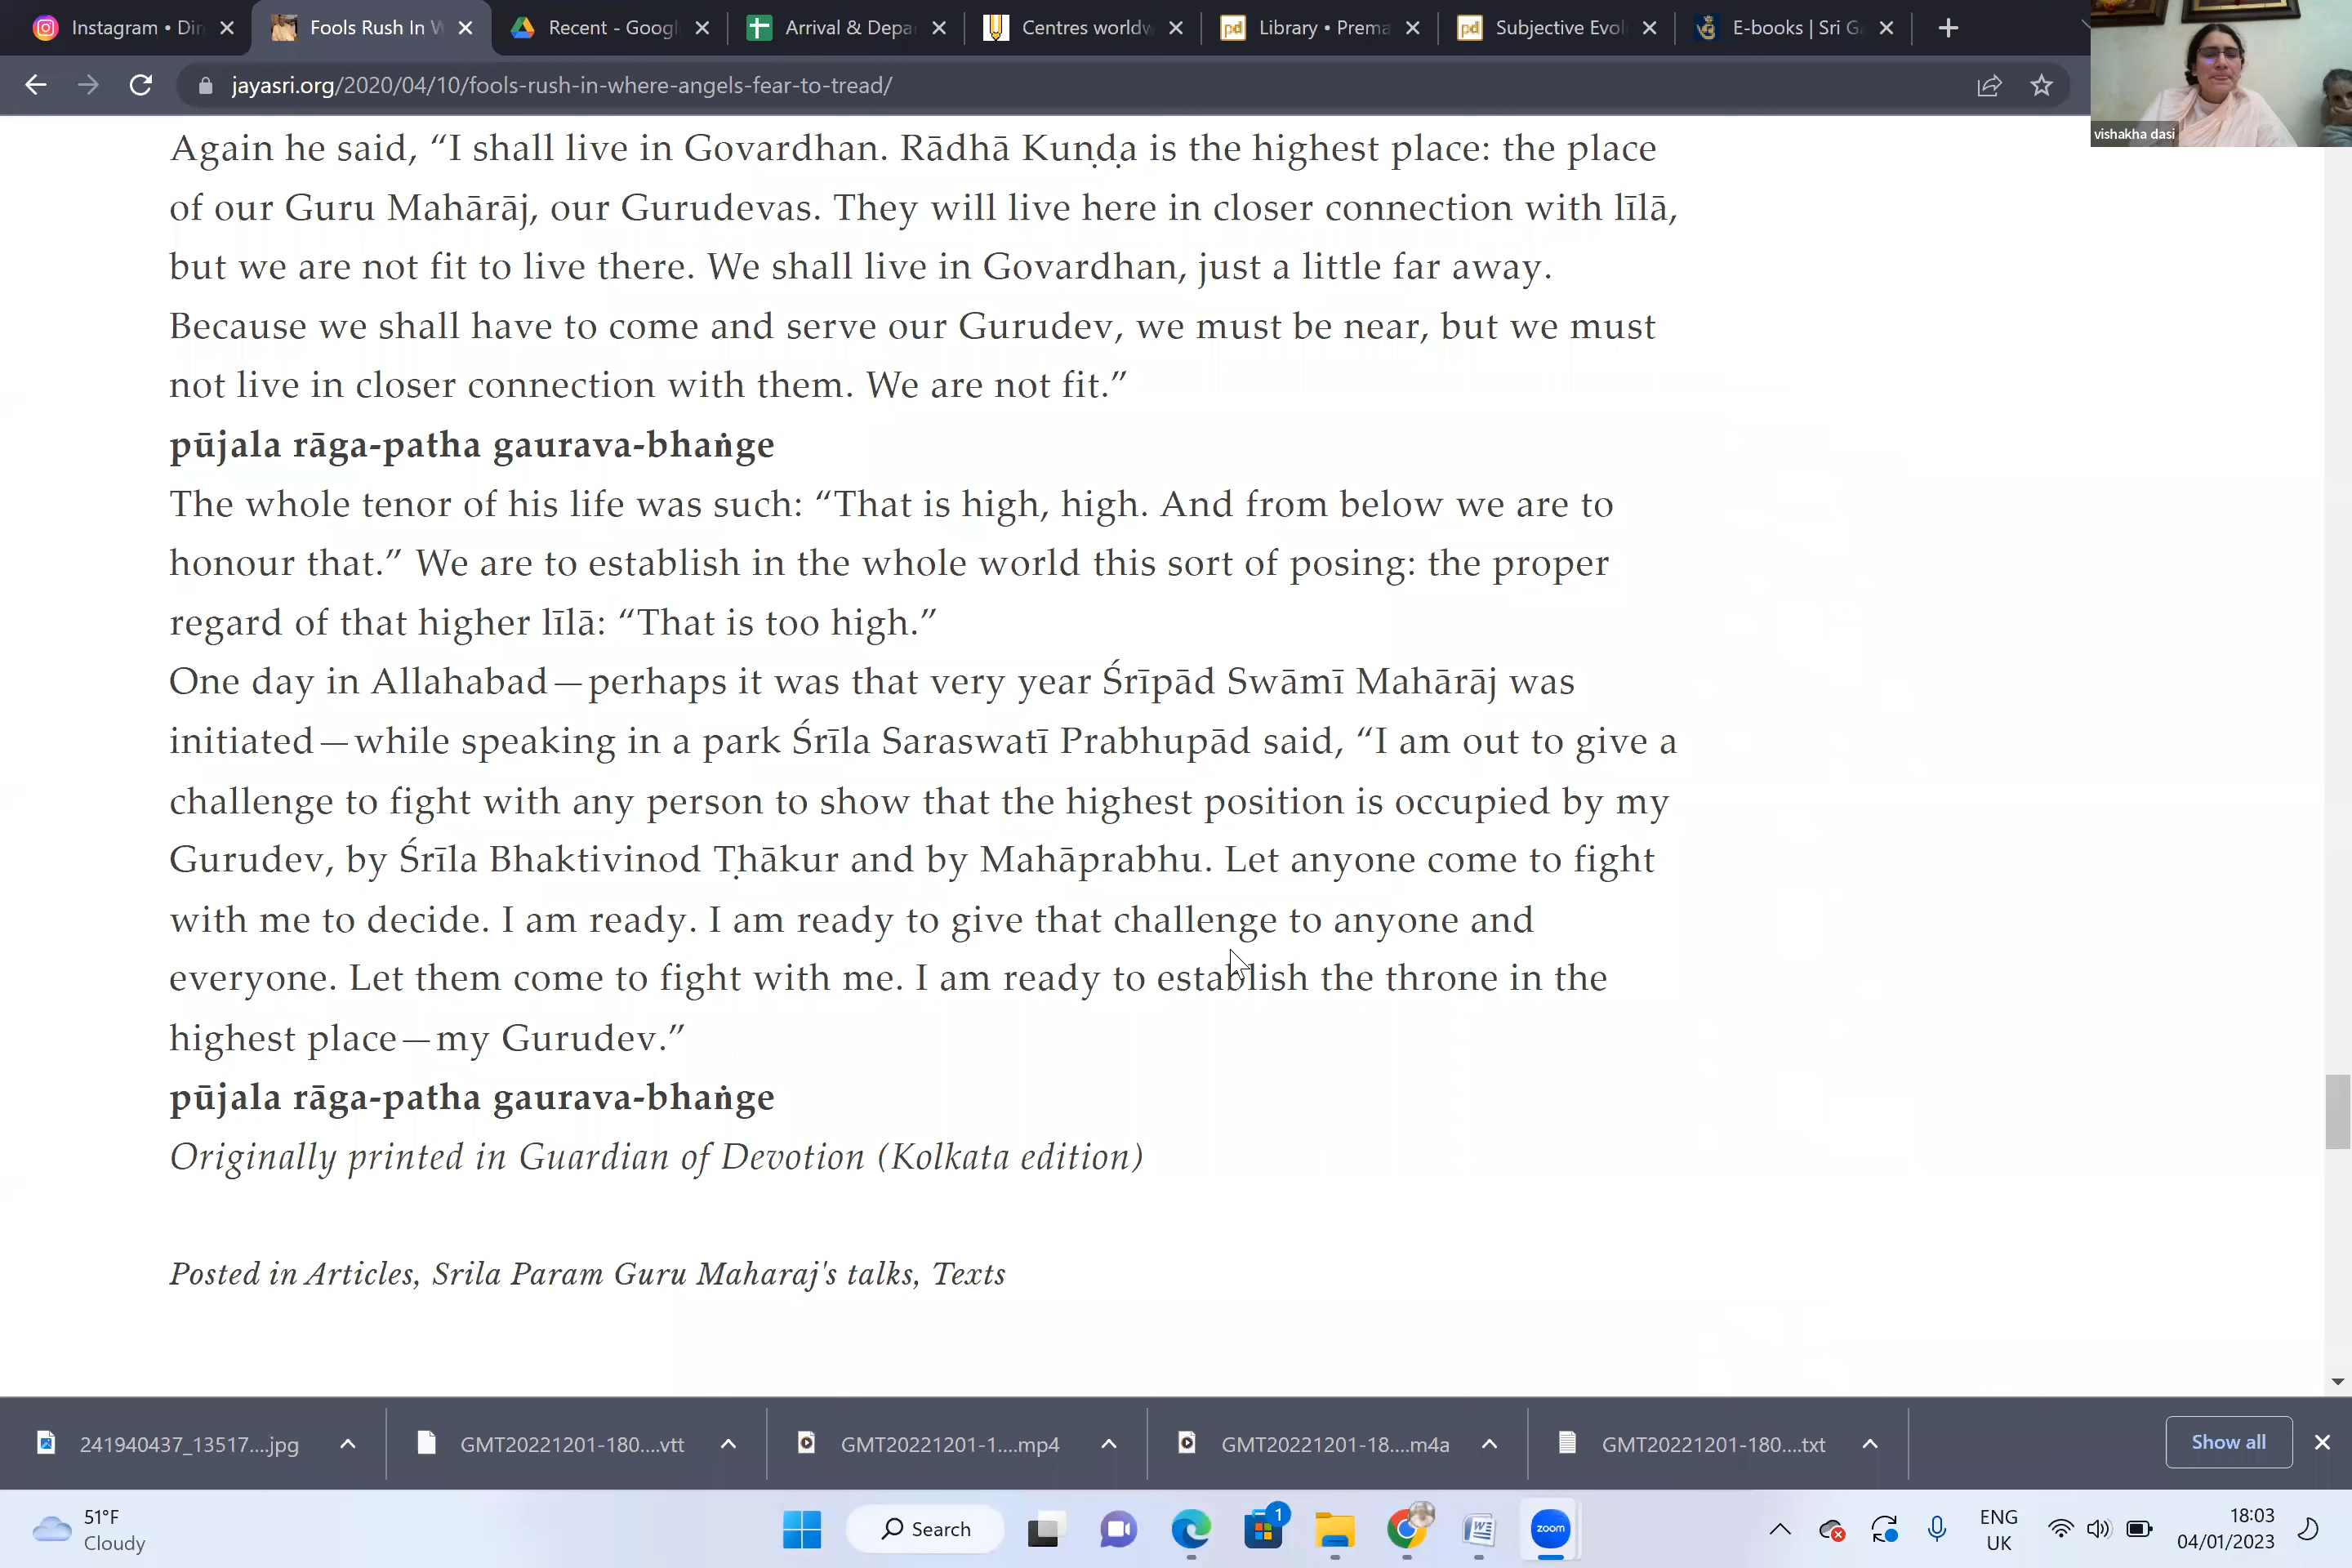 Instagram • Dir
Fools Rush In W
Recent - Googl
Arrival & Depa
Centres worldw
Library • Prema
Subjective Evol
E-books | Sri G
jayasri.org/2020/04/10/fools-rush-in-where-angels-fear-to-tread/
vishakha dasi
Again he said, “I shall live in Govardhan. Rādhā Kuṇḍa is the highest place: the place
of our Guru Mahārāj, our Gurudevas. They will live here in closer connection with līlā,
but we are not fit to live there. We shall live in Govardhan, just a little far away.
Because we shall have to come and serve our Gurudev, we must be near, but we must
not live in closer connection with them. We are not fit.”
pūjala rāga-patha gaurava-bhaṅge
The whole tenor of his life was such: “That is high, high. And from below we are to
honour that.” We are to establish in the whole world this sort of posing: the proper
regard of that higher līlā: “That is too high.”
One day in Allahabad—perhaps it was that very year Śrīpād Swāmī Mahārāj was
initiated—while speaking in a park Śrīla Saraswatī Prabhupād said, “I am out to give a
challenge to fight with any person to show that the highest position is occupied by my
Gurudev, by Śrīla Bhaktivinod Ṭhākur and by Mahāprabhu. Let anyone come to fight
with me to decide. I am ready. I am ready to give that challenge to anyone and
everyone. Let them come to fight with me. I am ready to establish the throne in the
highest place—my Gurudev.”
pūjala rāga-patha gaurava-bhaṅge
Originally printed in Guardian of Devotion (Kolkata edition)
Posted in Articles, Srila Param Guru Maharaj's talks, Texts
241940437_13517....jpg
GMT20221201-180....vtt
GMT20221201-1....mp4
GMT20221201-18....m4a
GMT20221201-180....txt
Show all
51°F
Cloudy
Search
1
zoom
ENG
UK
18:03
04/01/2023